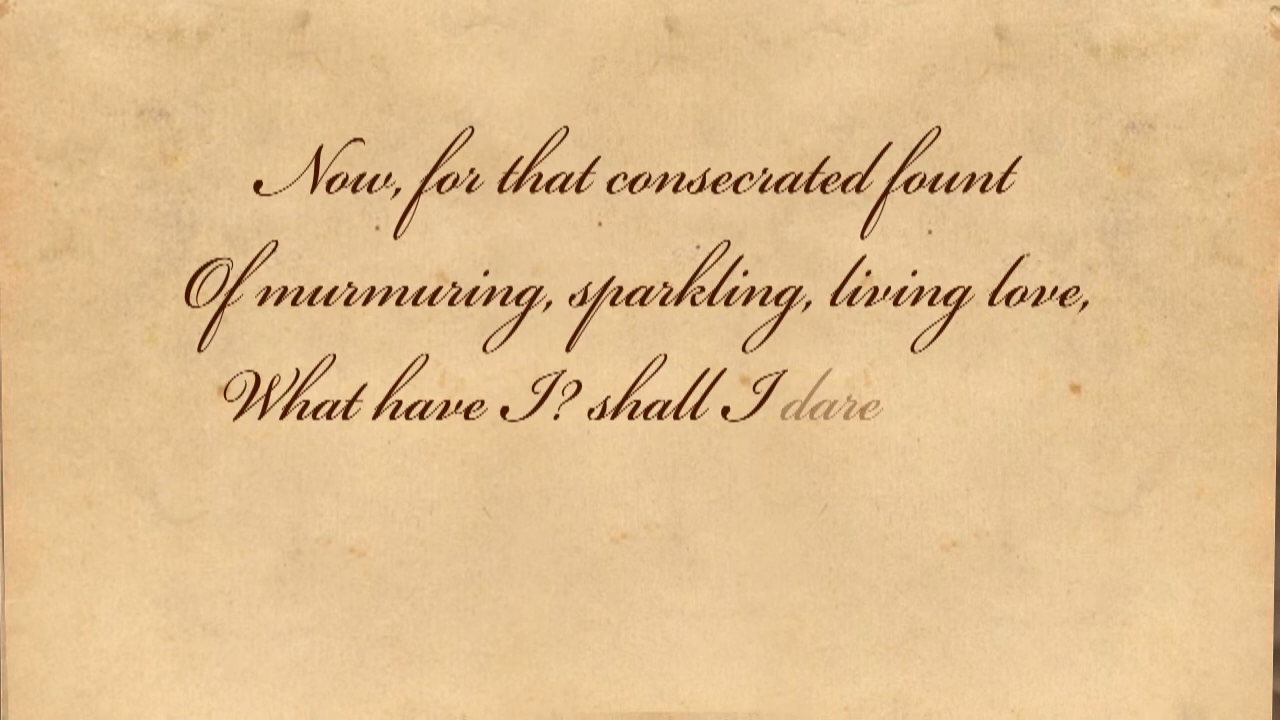 Now, for that consecrated fount
Of murmuring, sparkling, living love,
What have I? shall I dare